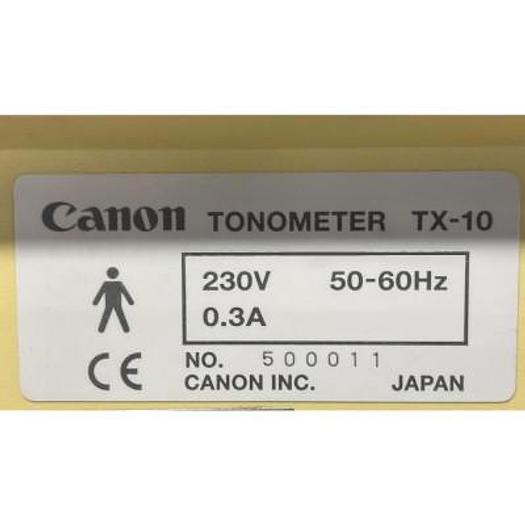 Canon TONOMETER TX-10
230V 50-60Hz
0.3A
CE NO. 500011
CANON INC. JAPAN